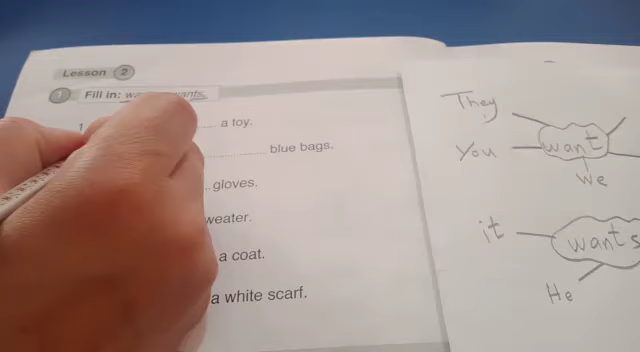 Lesson 2
1 Fill in: wants.
1 a toy.
blue bags.
gloves.
a coat.
a white scarf.
They
You
want
We
it
wants
He